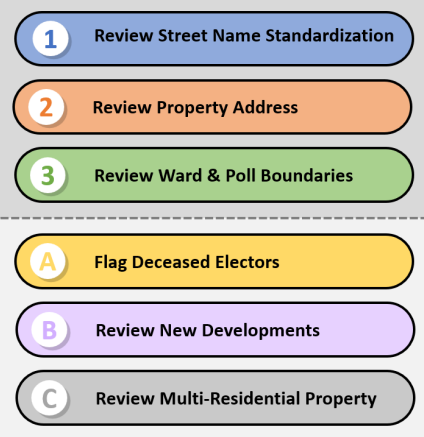 1 Review Street Name Standardization
2 Review Property Address
3 Review Ward & Poll Boundaries
A Flag Deceased Electors
B Review New Developments
C Review Multi-Residential Property